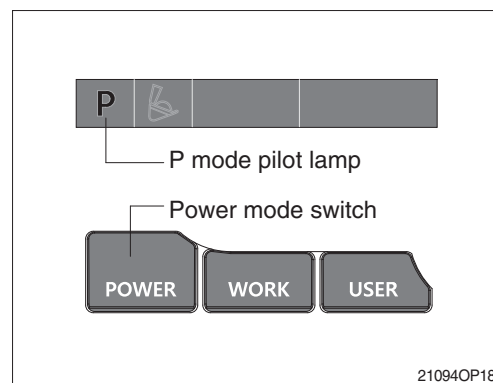 P
P mode pilot lamp
Power mode switch
POWER WORK USER
21094OP18